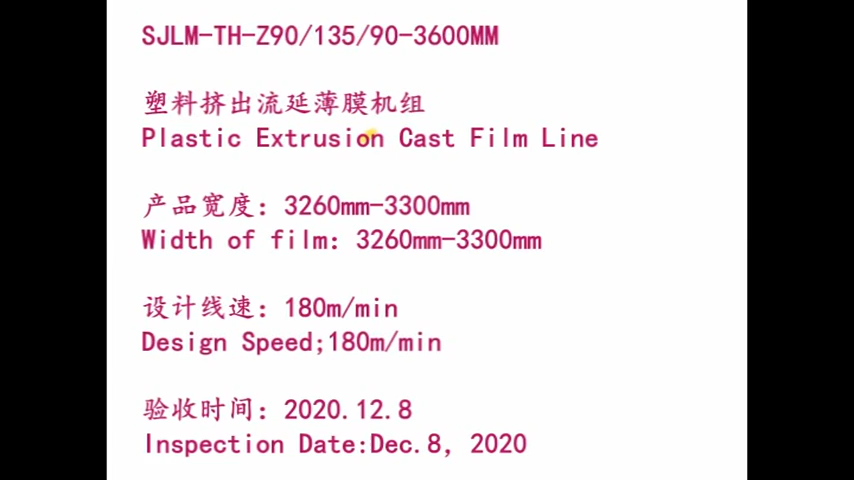 SJLM-TH-Z90/135/90-3600MM
塑料挤出流延薄膜机组
Plastic Extrusion Cast Film Line
产品宽度：3260mm-3300mm
Width of film：3260mm-3300mm
设计线速：180m/min
Design Speed;180m/min
验收时间：2020.12.8
Inspection Date:Dec.8, 2020